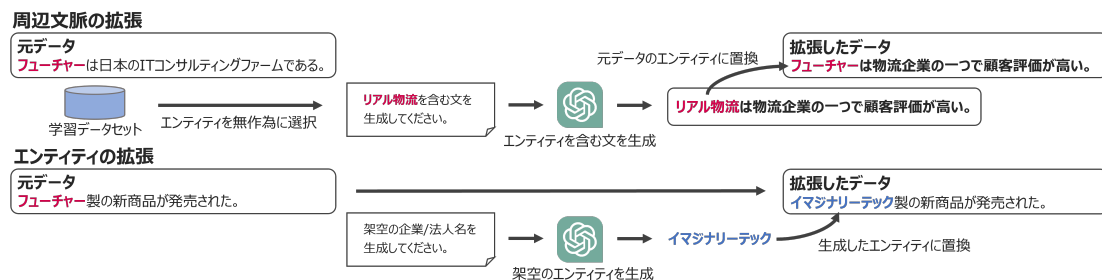 周辺文脈の拡張
元データ
フューチャーは日本のITコンサルティングファームである。
学習データセット
エンティティを無作為に選択
リアル物流を含む文を
生成してください。
エンティティを含む文を生成
元データのエンティティに置換
リアル物流は物流企業の一つで顧客評価が高い。
拡張したデータ
フューチャーは物流企業の一つで顧客評価が高い。
エンティティの拡張
元データ
フューチャー製の新商品が発売された。
架空の企業/法人名を
生成してください。
架空のエンティティを生成
イマジナリーテック
生成したエンティティに置換
拡張したデータ
イマジナリーテック製の新商品が発売された。